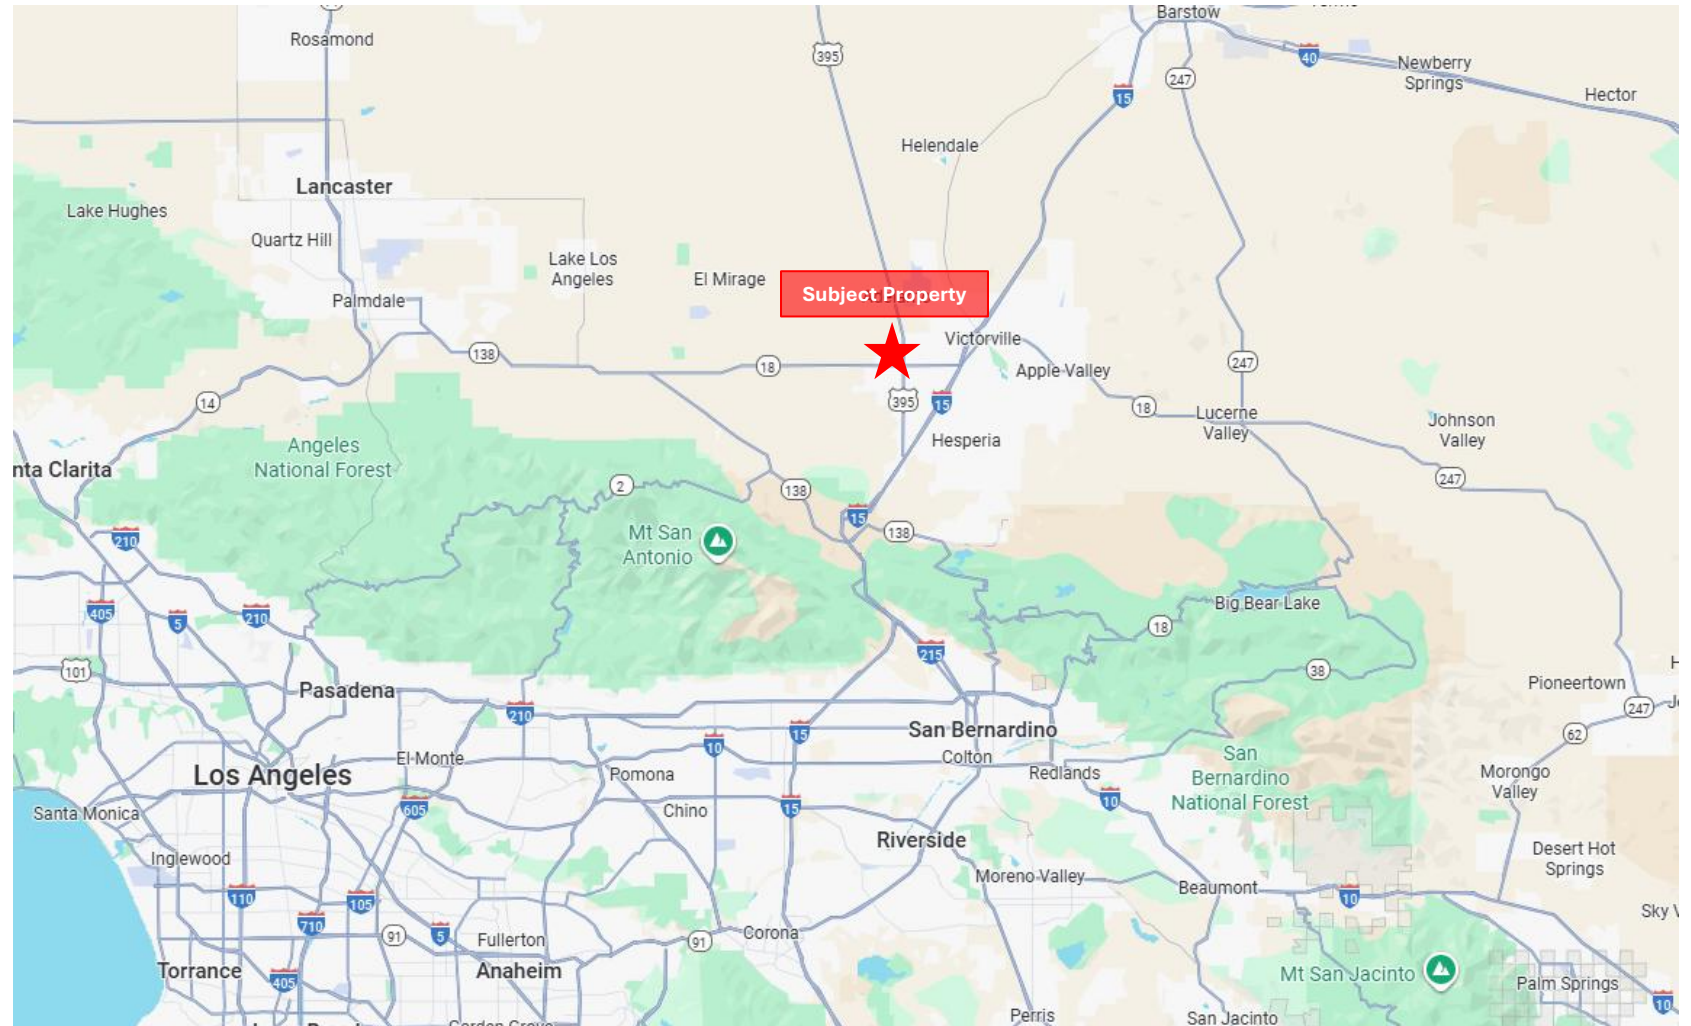 Barstow
Rosamond
395
40
Newberry
Springs
247
15
Hector
Helendale
Lancaster
Lake Hughes
Quartz Hill
Lake Los
Angeles
El Mirage
Palmdale
Subject Property
Victorville
138
18
247
Apple Valley
14
395
15
18
Lucerne
Valley
Johnson
Valley
Hesperia
Angeles
National Forest
nta Clarita
247
2
138
15
138
Mt San
Antonio
210
405
5
210
Big Bear Lake
18
215
101
38
Pasadena
Pioneertown
210
247
62
15
San Bernardino
10
Colton
San
Bernardino
National Forest
El Monte
Los Angeles
Pomona
Redlands
Morongo
Valley
605
10
15
Chino
Santa Monica
Riverside
Inglewood
Desert Hot
Springs
Moreno Valley
Beaumont
110
105
10
710
91
5
Fullerton
91
Corona
Sky V
Torrance
405
Anaheim
Mt San Jacinto
Palm Springs
10
Perris
San Jacinto